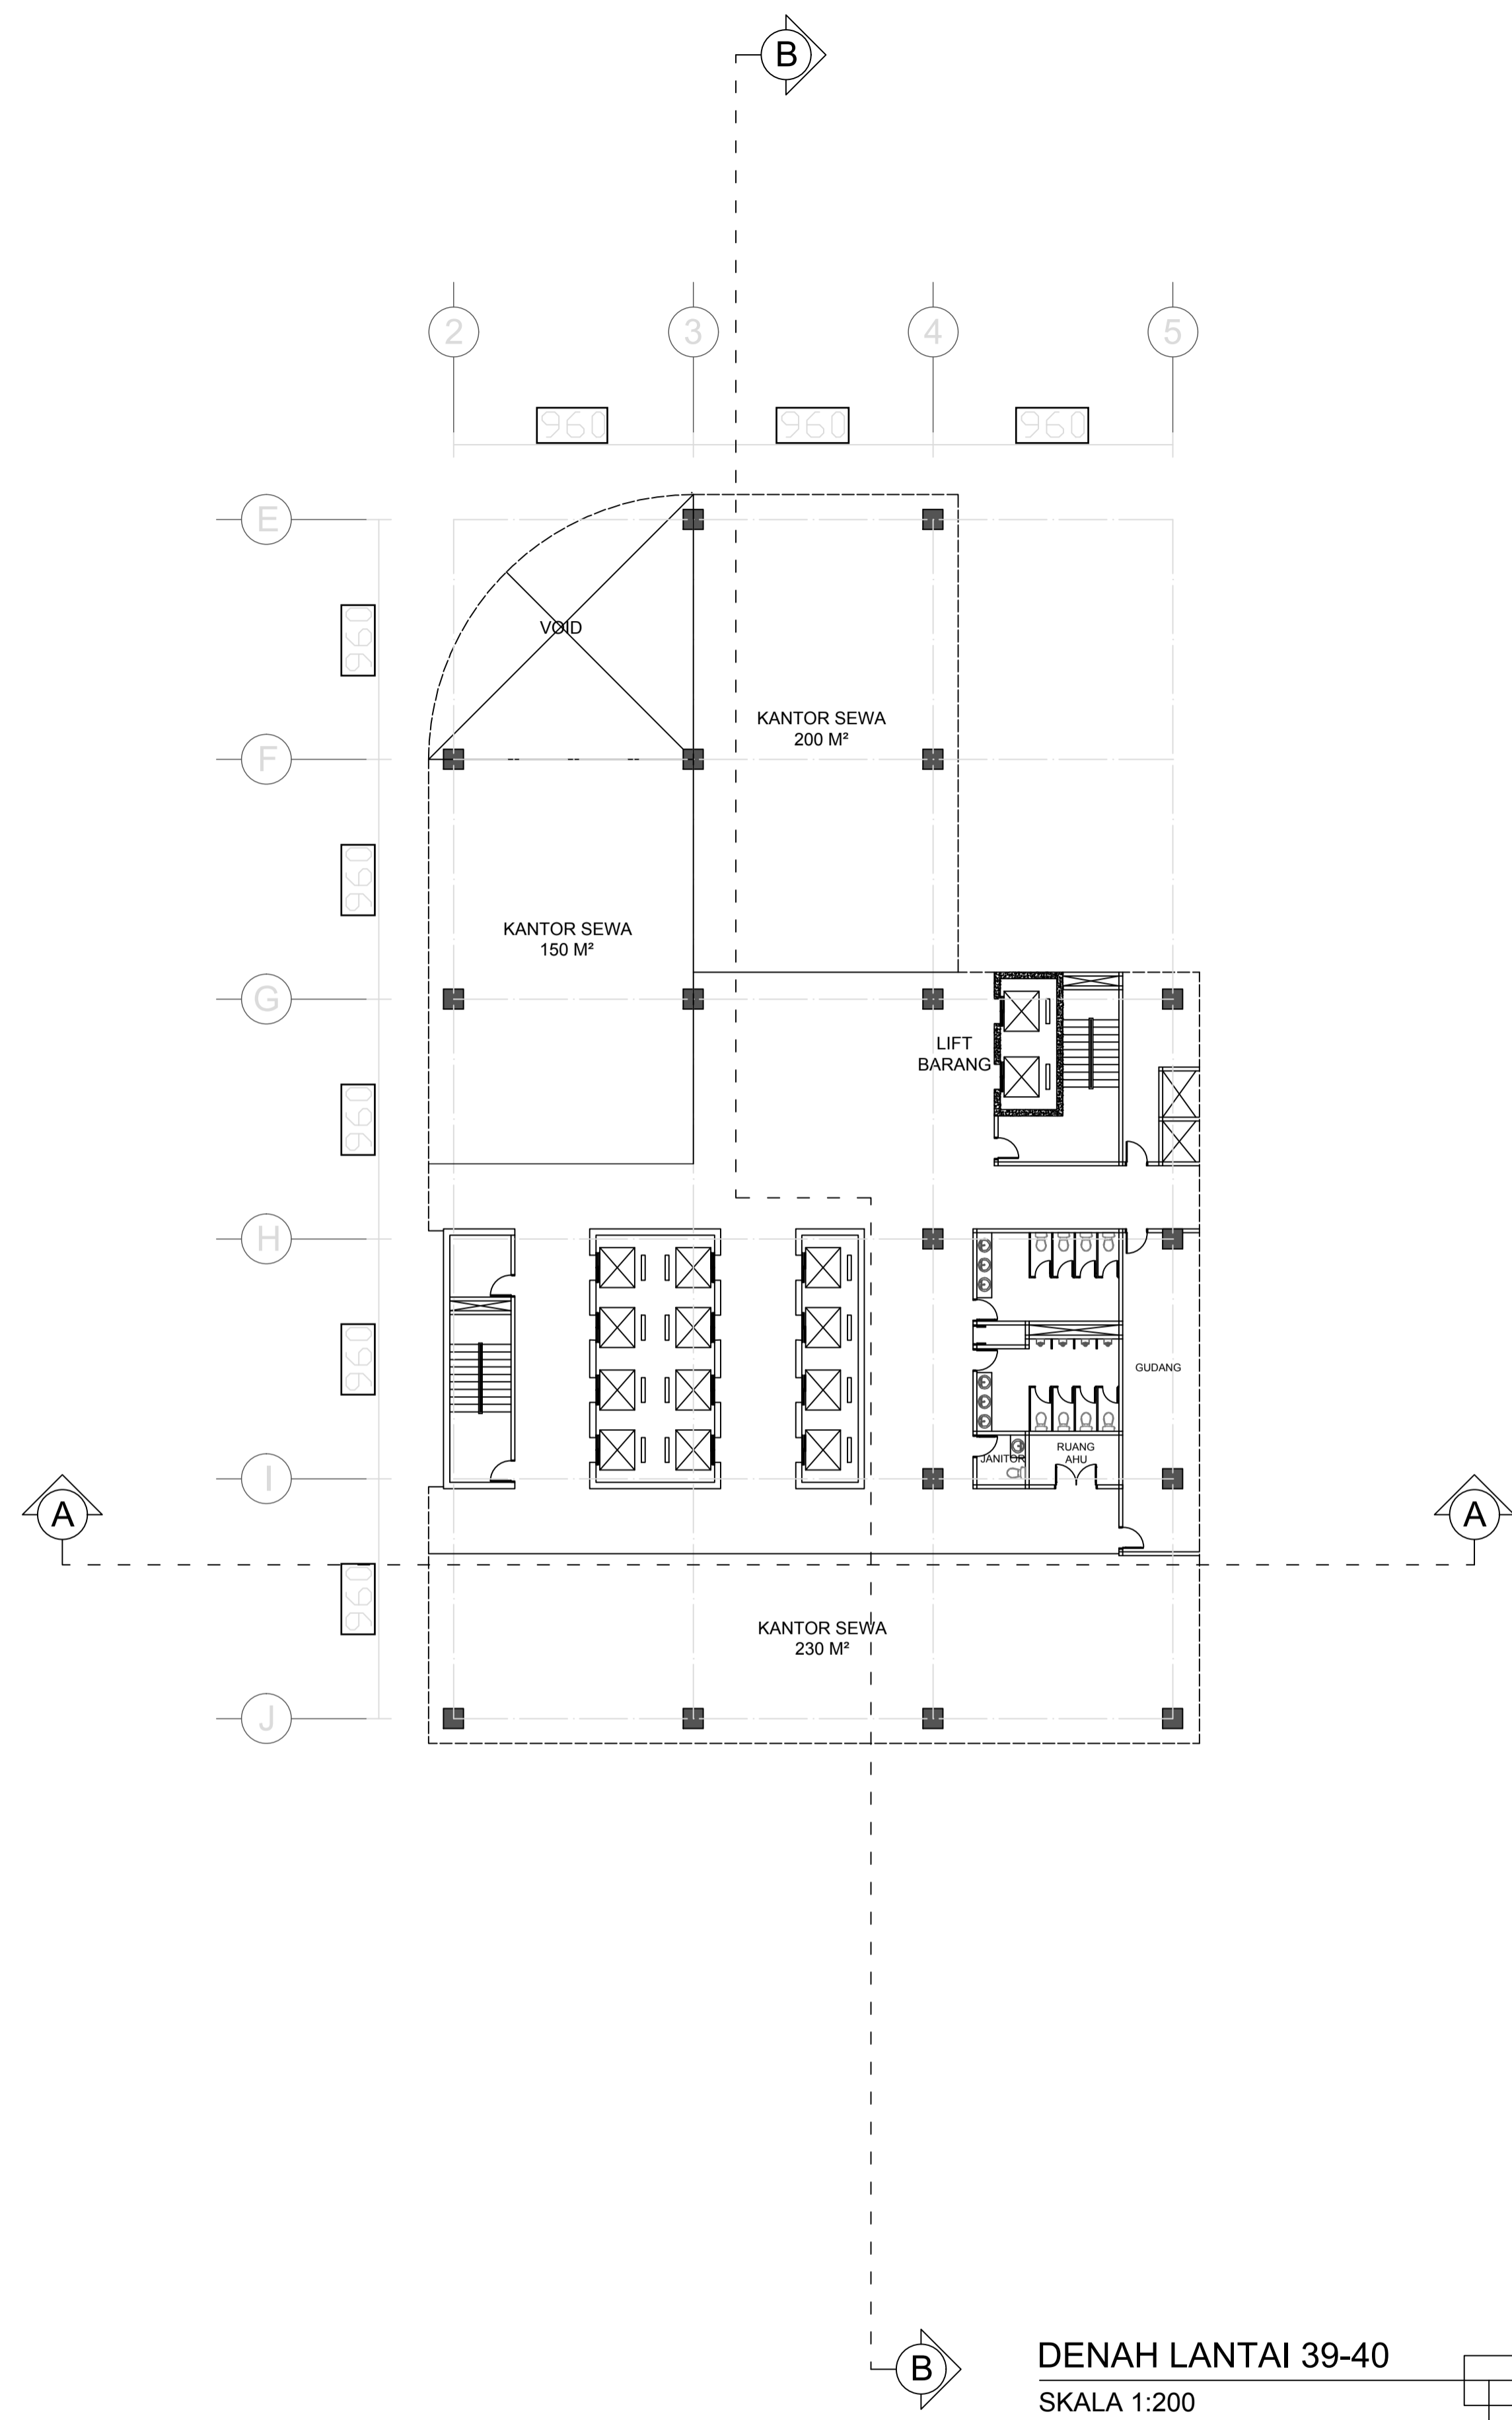 B
2
3
4
5
960
960
960
E
960
VOID
KANTOR SEWA
200 M²
F
960
KANTOR SEWA
150 M²
G
LIFT
BARANG
960
H
960
GUDANG
RUANG
AHU
JANITOR
I
A
A
960
KANTOR SEWA
230 M²
J
B
DENAH LANTAI 39-40
SKALA 1:200